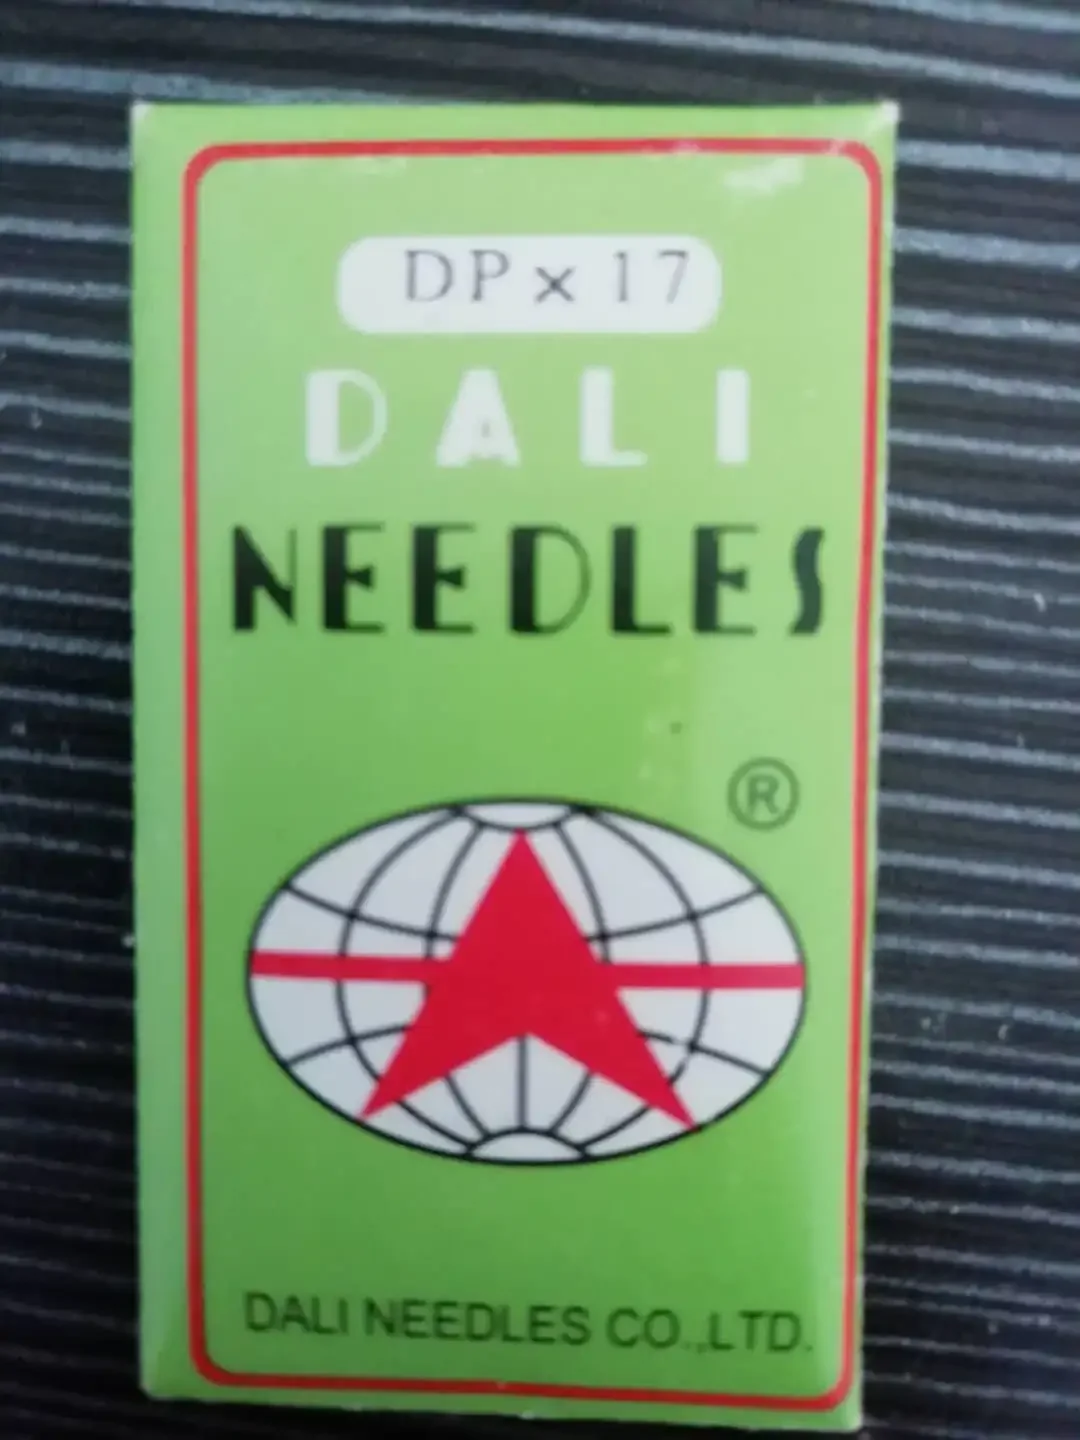 DP x 17
DALI
NEEDLES
®
DALI NEEDLES CO.,LTD.